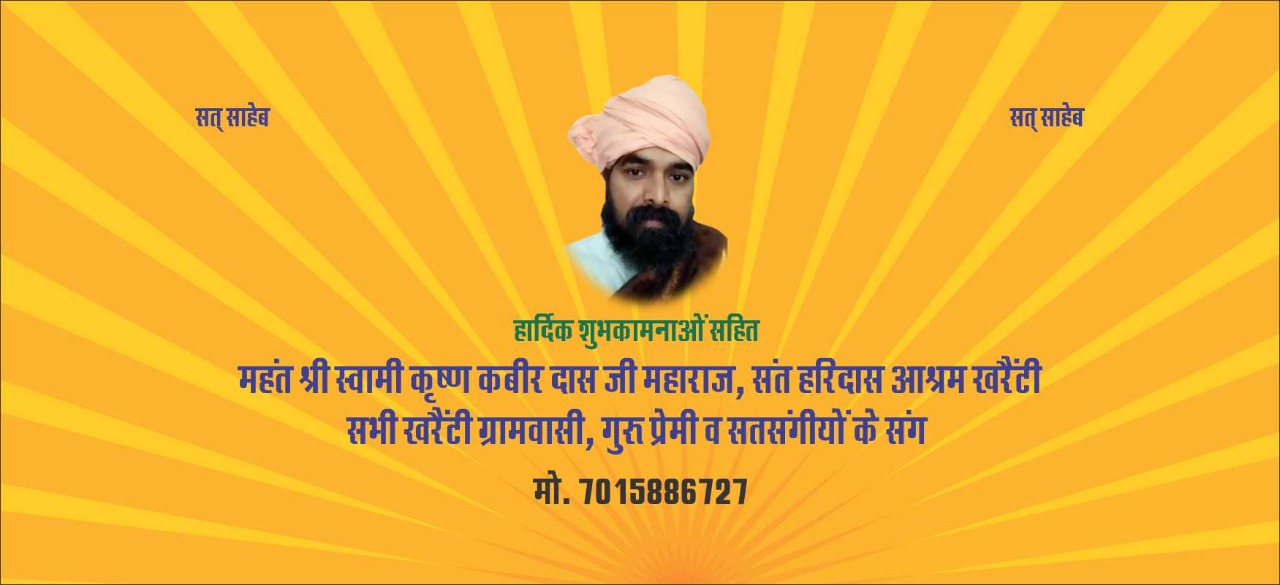 सत् साहेब
सत् साहेब
हार्दिक शुभकामनाओं सहित
महंत श्री स्वामी कृष्ण कबीर दास जी महाराज, संत हरिदास आश्रम खरैंटी
सभी खरैंटी ग्रामवासी, गुरू प्रेमी व सतसंगीयों के संग
मो. 7015886727